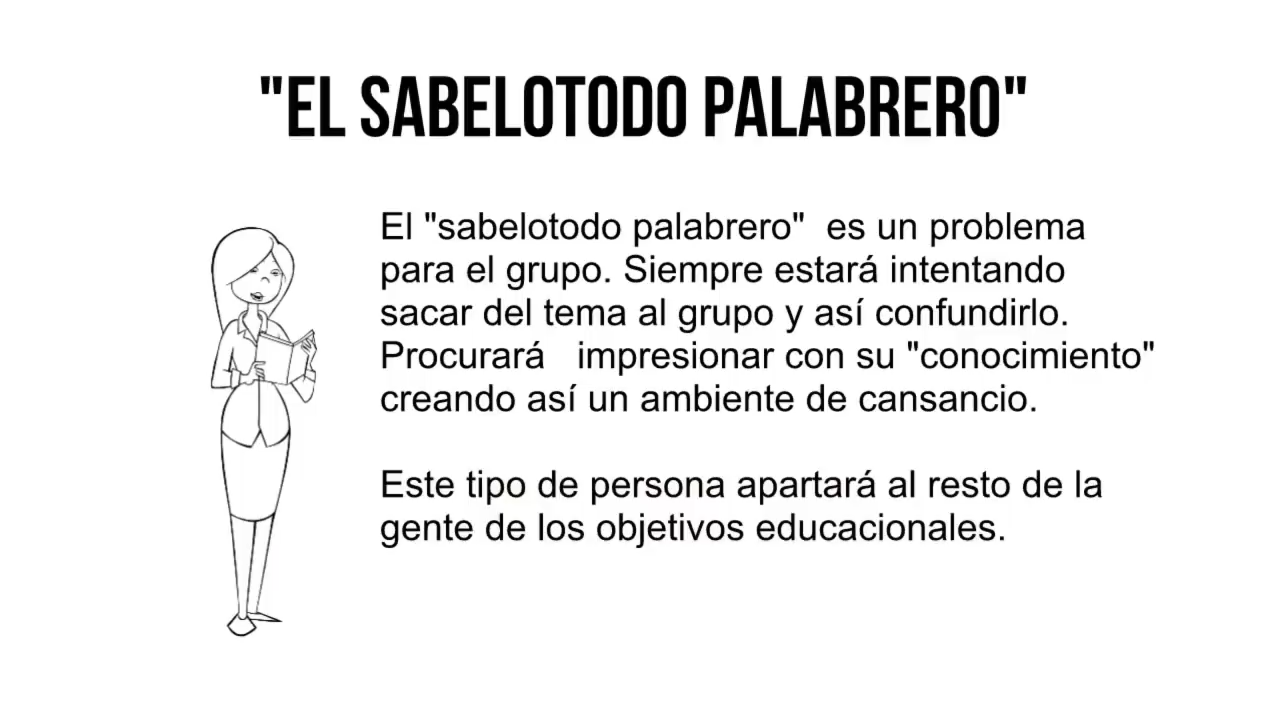 "EL SABELOTODO PALABRERO"
El "sabelotodo palabrero"  es un problema
para el grupo. Siempre estará intentando
sacar del tema al grupo y así confundirlo.
Procurará   impresionar con su "conocimiento"
creando así un ambiente de cansancio.
Este tipo de persona apartará al resto de la
gente de los objetivos educacionales.